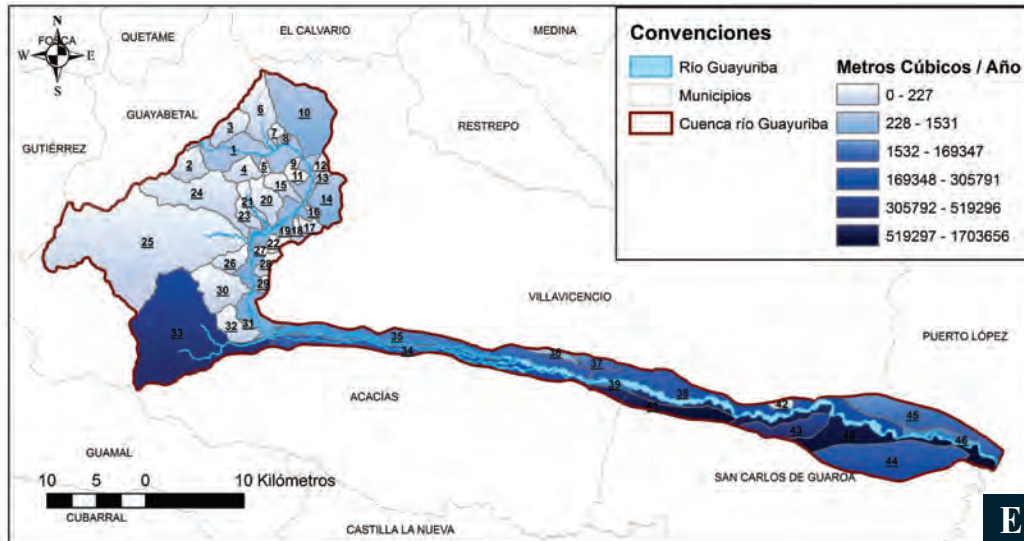 EL CALVARIO
MEDINA
QUETAME
FOSCA
N
W
E
S
GUAYABETAL
GUTIÉRREZ
RESTREPO
Convenciones
Río Guayuriba
Municipios
Cuenca río Guayuriba
Metros Cúbicos / Año
0 - 227
228 - 1531
1532 - 169347
169348 - 305791
305792 - 519296
519297 - 1703656
6
10
3
7
8
1
2
4
5
9
11
12
13
24
15
21
20
14
23
16
19
18
17
22
25
27
26
28
29
30
31
32
33
VILLAVICENCIO
PUERTO LÓPEZ
35
34
36
37
39
38
42
45
43
46
44
ACACÍAS
GUAMAL
SAN CARLOS DE GUAROA
10 5 0 10 Kilómetros
CUBARRAL
CASTILLA LA NUEVA
E